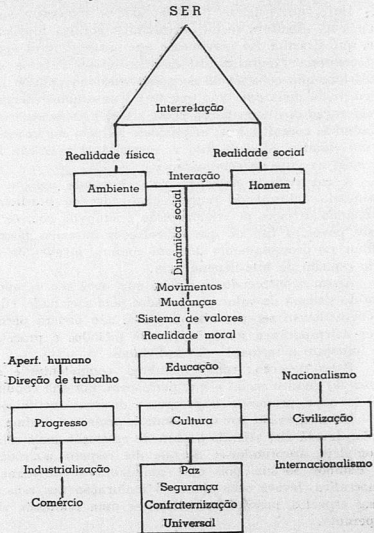 SER
Interrelação
Realidade física
Realidade social
Ambiente
Interação
Homem
Dinâmica social
Movimentos
Mudanças
Sistema de valores
Realidade moral
Aperf. humano
Direção de trabalho
Educação
Nacionalismo
Progresso
Cultura
Civilização
Industrialização
Internacionalismo
Comércio
Paz
Segurança
Confraternização
Universal